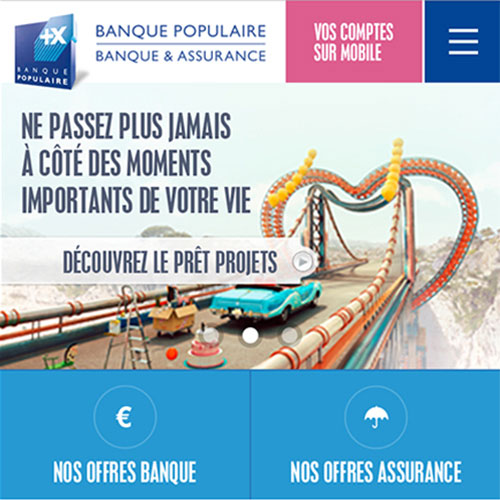 +X
BANQUE
POPULAIRE
BANQUE POPULAIRE
BANQUE & ASSURANCE
VOS COMPTES
SUR MOBILE
NE PASSEZ PLUS JAMAIS
À CÔTÉ DES MOMENTS
IMPORTANTS DE VOTRE VIE
DÉCOUVREZ LE PRÊT PROJETS
€
NOS OFFRES BANQUE
NOS OFFRES ASSURANCE